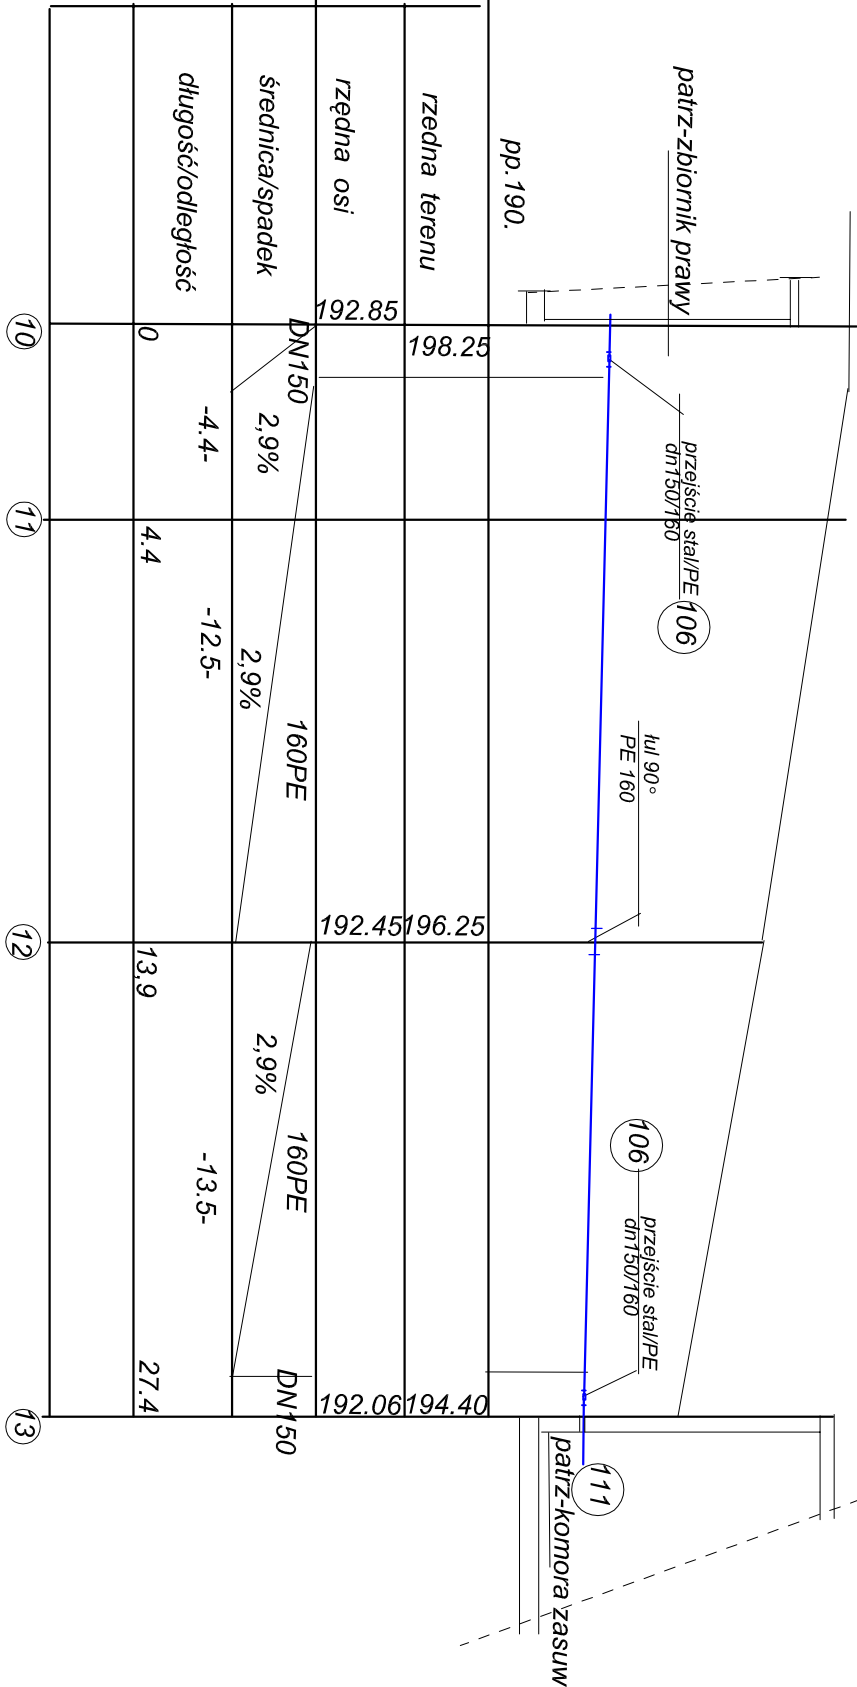 patrz-zbiornik prawy
przejście stal/PE
dn150/160
106
łul 90°
PE 160
106
przejście stal/PE
dn150/160
111
patrz-komora zasuw
pp.190.
rzedna terenu
198.25
196.25
194.40
rzędna osi
192.85
192.45
192.06
średnica/spadek
DN150
2,9%
2,9%
160PE
2,9%
160PE
DN150
długość/odległość
-4.4-
-12.5-
-13.5-
0
4.4
13,9
27.4
10
11
12
13